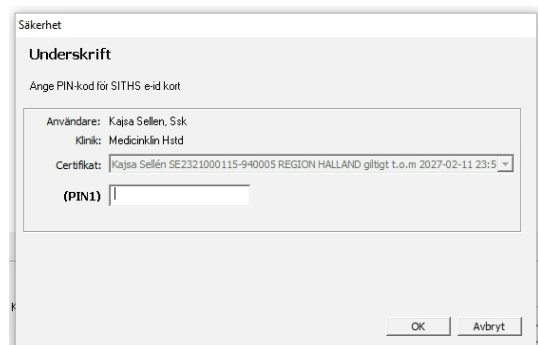 Säkerhet
Underskrift
Ange PIN-kod för SITHS e-id kort
Användare: Kajsa Sellen, Ssk
Klinik: Medicinklin Hstd
Certifikat: Kajsa Sellén SE2321000115-940005 REGION HALLAND giltigt t.o.m 2027-02-11 23:5
(PIN1)
K
OK Avbryt